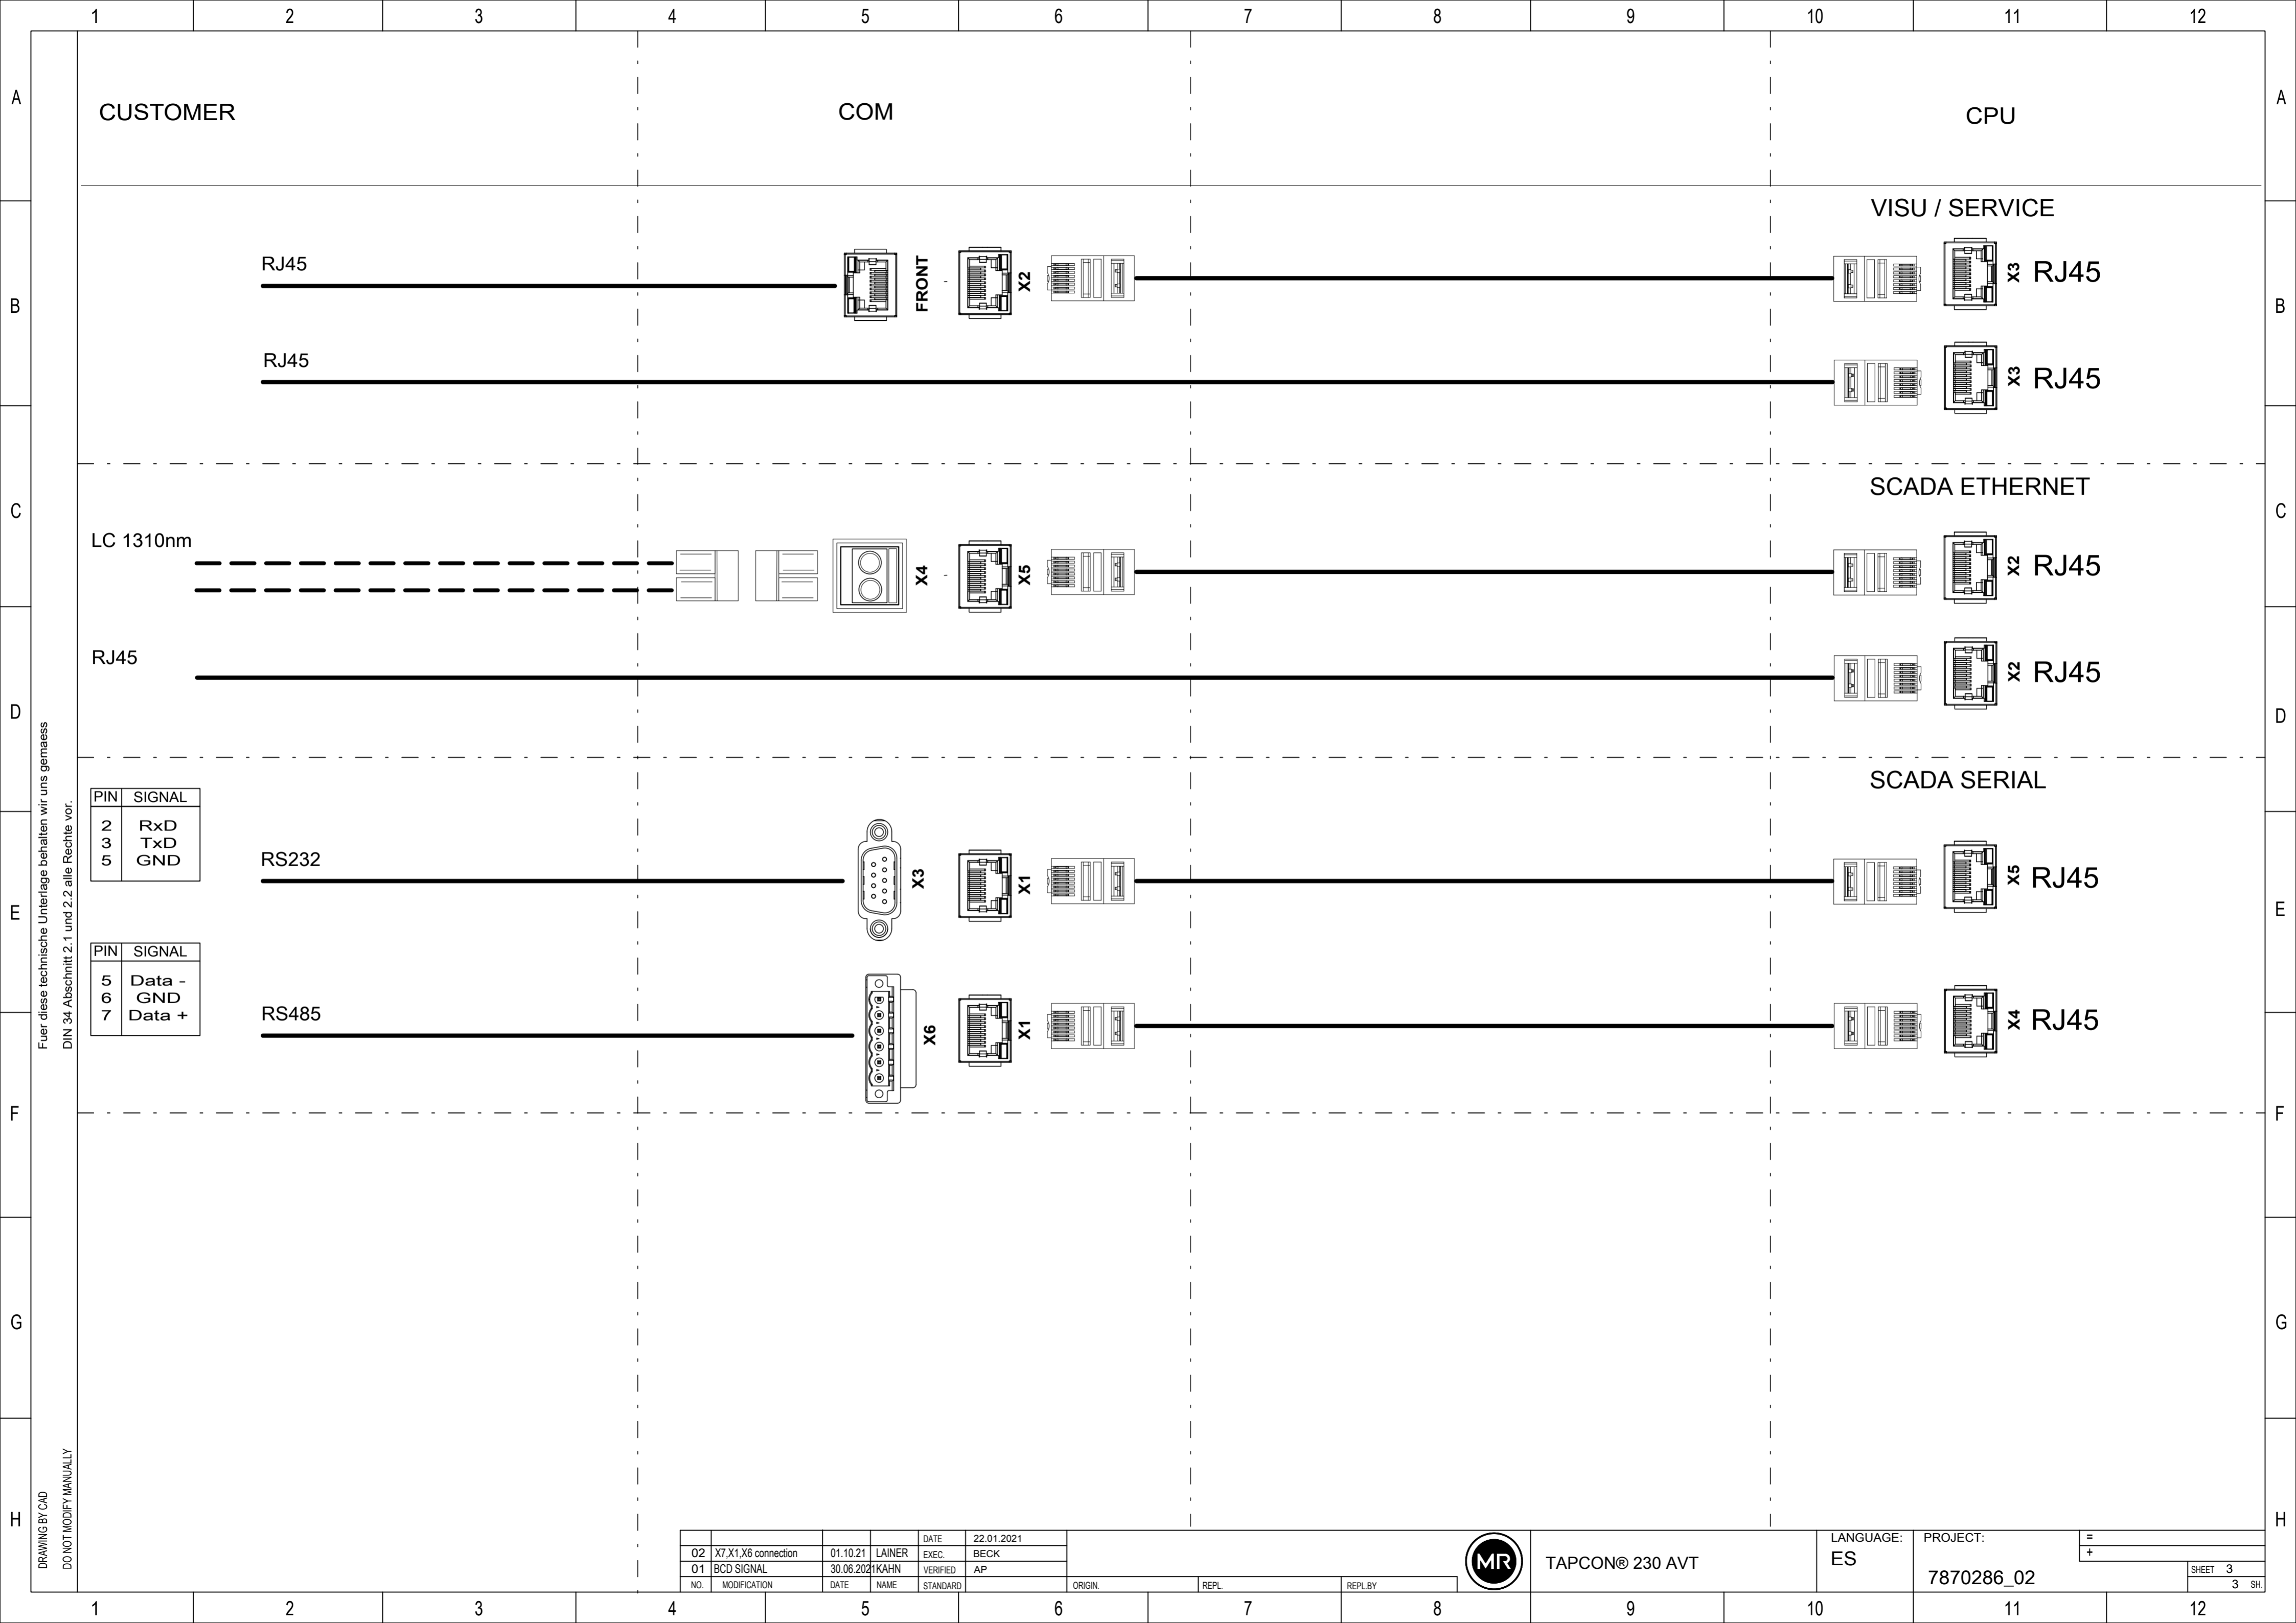 1 2 3 4 5 6 7 8 9 10 11 12
A A
CUSTOMER COM CPU
VISU / SERVICE
B B
RJ45 FRONT X2 X3 RJ45
RJ45 X3 RJ45
C C
SCADA ETHERNET
LC 1310nm X4 X5 X2 RJ45
RJ45 X2 RJ45
D D
SCADA SERIAL
PIN SIGNAL
2 RxD
3 TxD
5 GND
RS232 X3 X1 X5 RJ45
E E
PIN SIGNAL
5 Data -
6 GND
7 Data +
RS485 X6 X1 X4 RJ45
F F
G G
H H
Fuer diese technische Unterlage behalten wir uns gemaess
DIN 34 Abschnitt 2.1 und 2.2 alle Rechte vor.
DRAWING BY CAD
DO NOT MODIFY MANUALLY
DATE 22.01.2021
02 X7,X1,X6 connection 01.10.21 LAINER EXEC. BECK
01 BCD SIGNAL 30.06.2021 KAHN VERIFIED AP
NO. MODIFICATION DATE NAME STANDARD ORIGIN. REPL. REPL.BY
MR
TAPCON® 230 AVT
LANGUAGE:
ES
PROJECT:
7870286_02
=
+
SHEET 3
3 SH.
1 2 3 4 5 6 7 8 9 10 11 12